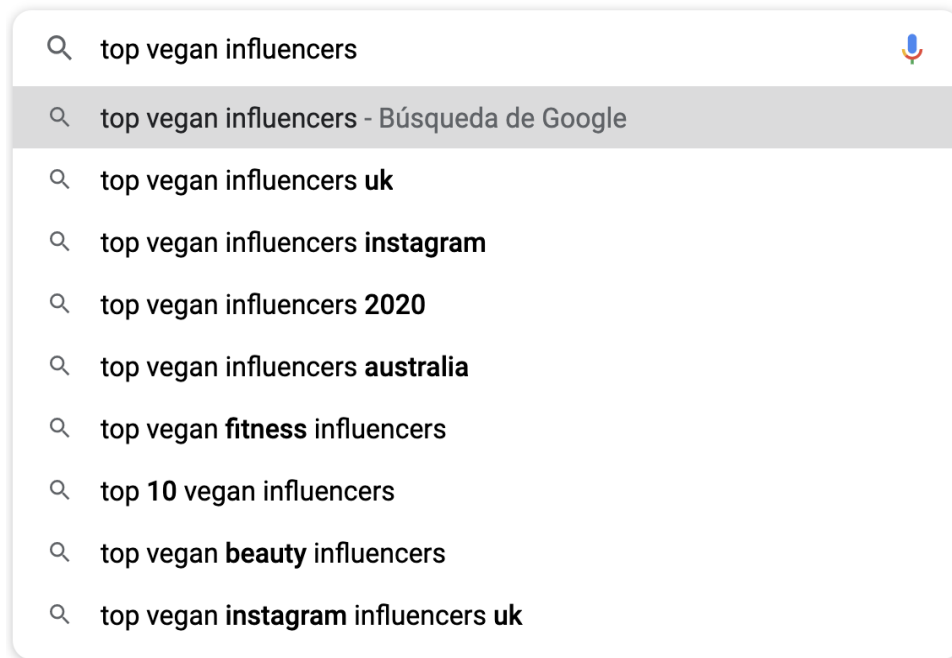 top vegan influencers
top vegan influencers - Búsqueda de Google
top vegan influencers uk
top vegan influencers instagram
top vegan influencers 2020
top vegan influencers australia
top vegan fitness influencers
top 10 vegan influencers
top vegan beauty influencers
top vegan instagram influencers uk